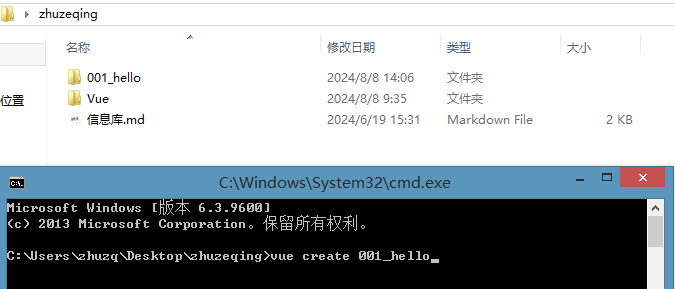 zhuzeqing
名称 修改日期 类型 大小
001_hello 2024/8/8 14:06 文件夹
位置
Vue 2024/8/8 9:35 文件夹
信息库.md 2024/6/19 15:31 Markdown File 2 KB
C:\Windows\System32\cmd.exe
Microsoft Windows [版本 6.3.9600]
(c) 2013 Microsoft Corporation。保留所有权利。
C:\Users\zhuzq\Desktop\zhuzeqing>vue create 001_hello